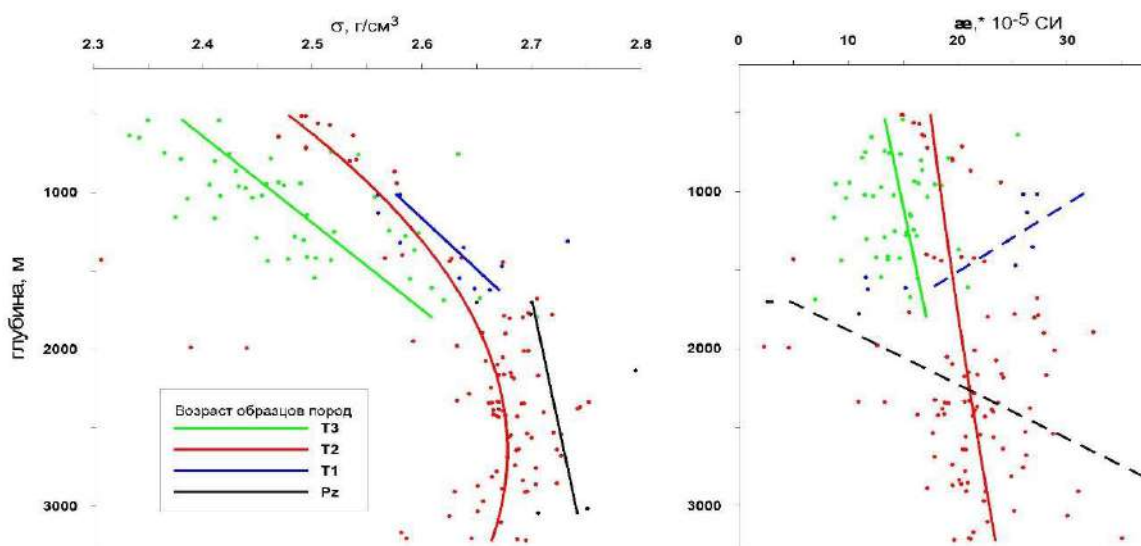 σ, г/см³
2.3 2.4 2.5 2.6 2.7 2.8
æ,* 10⁻⁵ СИ
0 10 20 30
глубина, м
1000
2000
3000
Возраст образцов пород
T3
T2
T1
Pz
1000
2000
3000